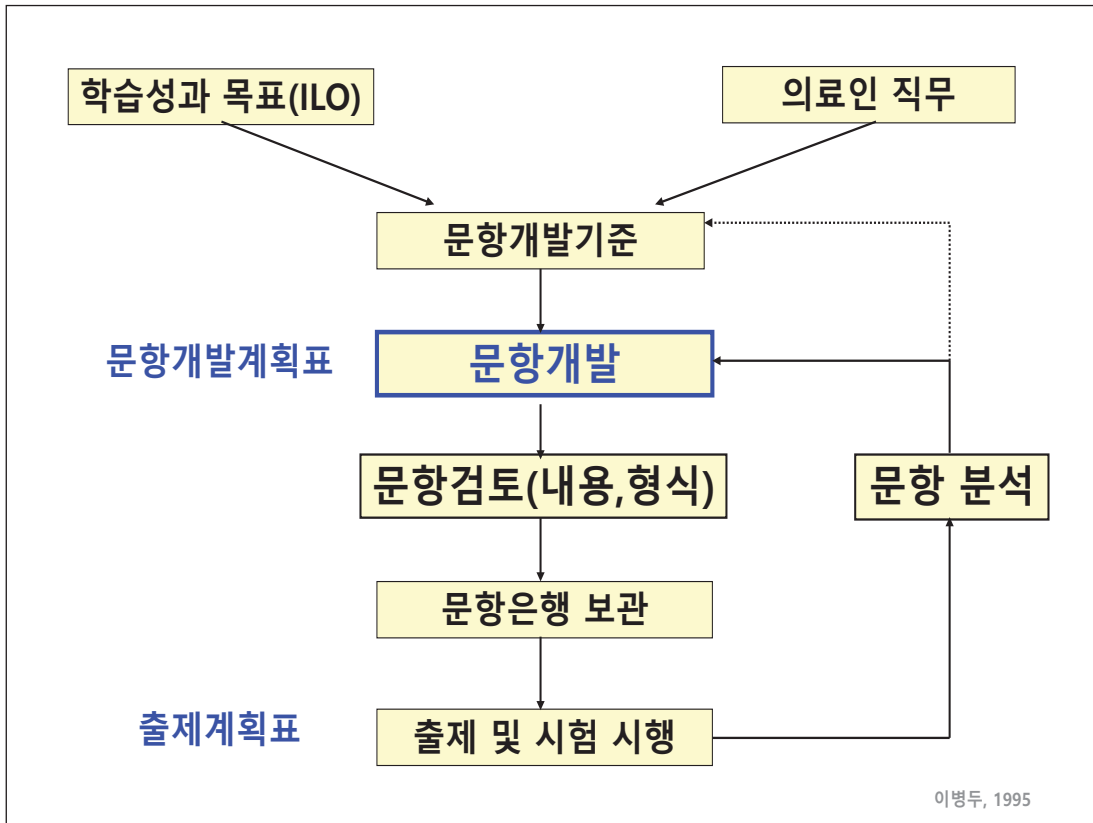 학습성과 목표(ILO)
의료인 직무
문항개발기준
문항개발계획표
문항개발
문항검토(내용,형식)
문항 분석
문항은행 보관
출제계획표
출제 및 시험 시행
이병두, 1995